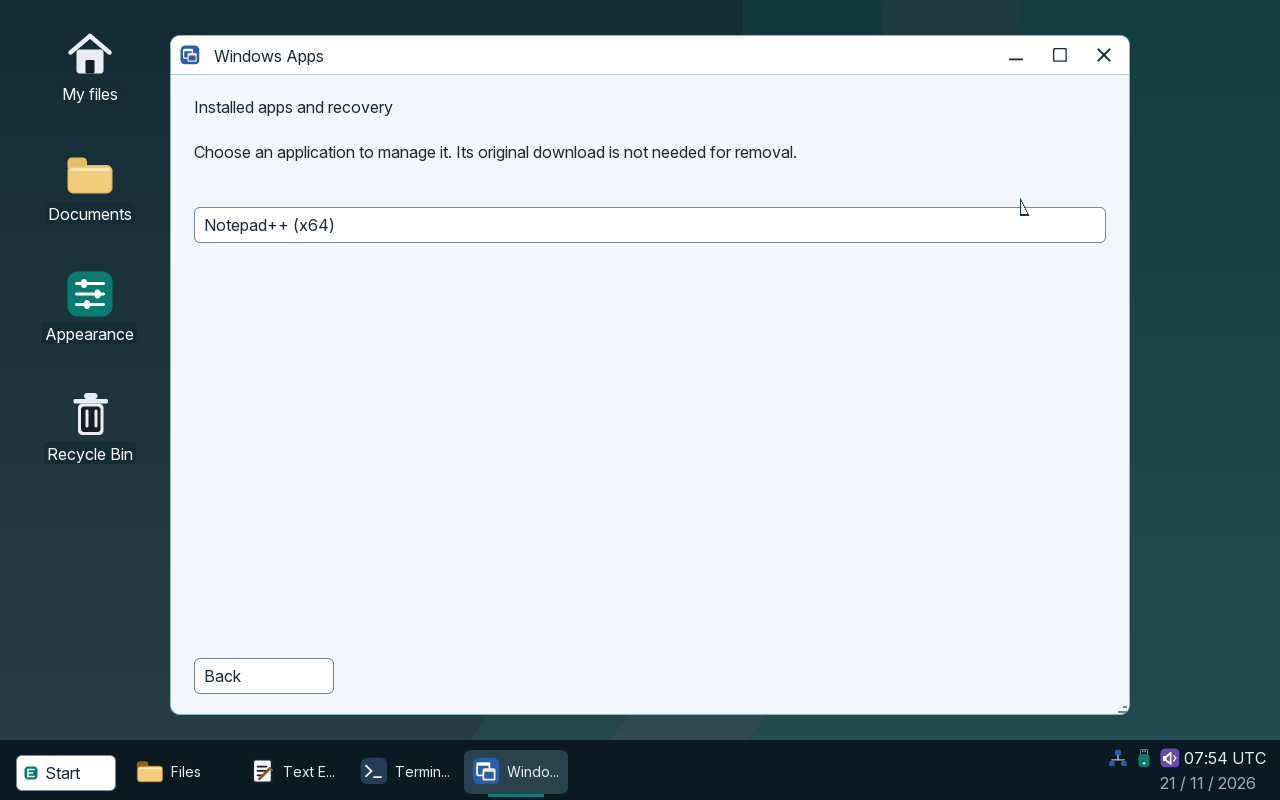 My files
Documents
Appearance
Recycle Bin
Windows Apps
Installed apps and recovery
Choose an application to manage it. Its original download is not needed for removal.
Notepad++ (x64)
Back
Start
Files
Text E...
Termin...
Windo...
07:54 UTC
21 / 11 / 2026